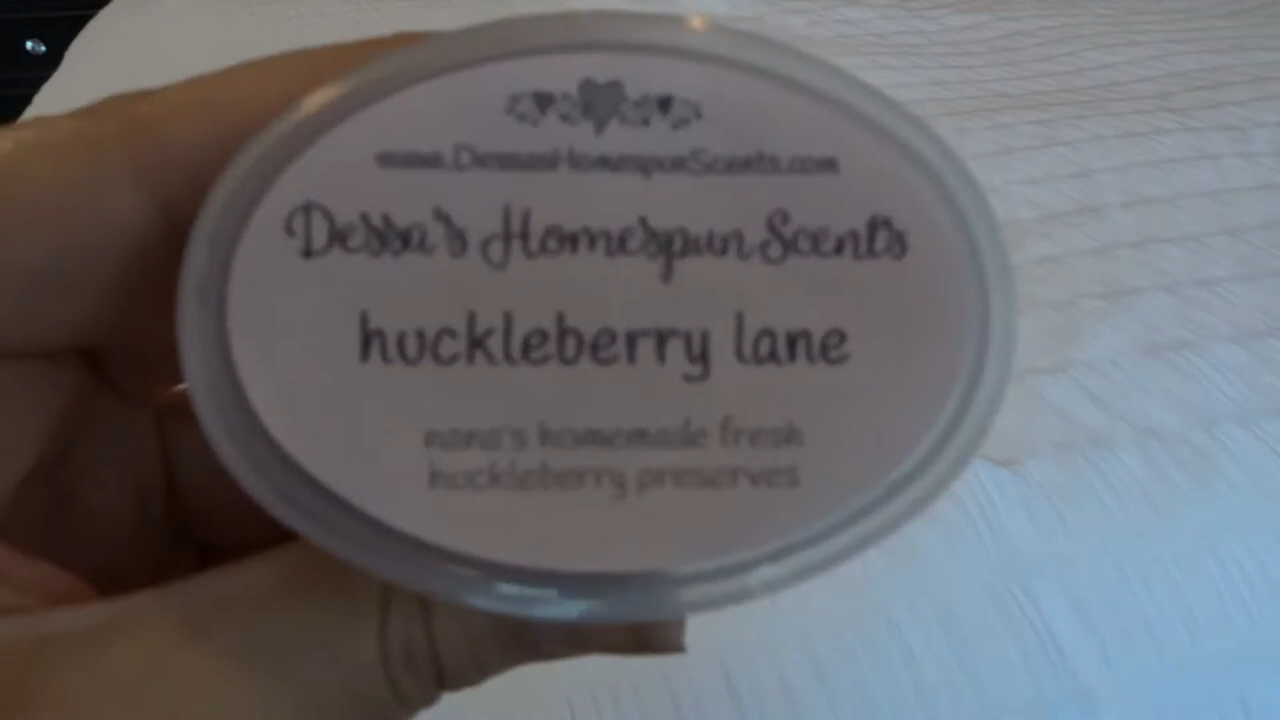 www.DessasHomespunScents.com
Dessa's Homespun Scents
huckleberry lane
nana's homemade fresh
huckleberry preserves